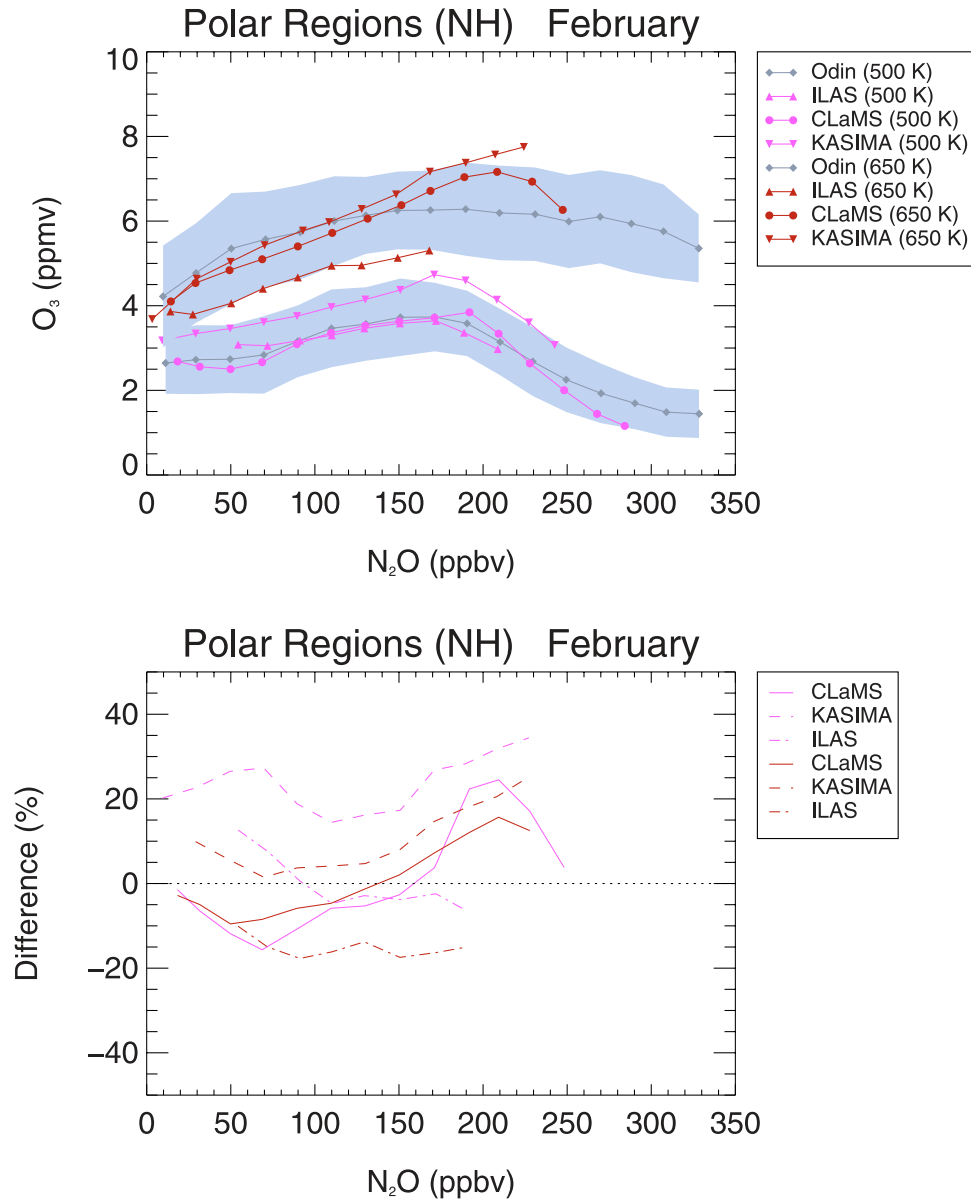 Polar Regions (NH) February
10
8
6
4
2
0
O₃ (ppmv)
0 50 100 150 200 250 300 350
N₂O (ppbv)
Odin (500 K)
ILAS (500 K)
CLaMS (500 K)
KASIMA (500 K)
Odin (650 K)
ILAS (650 K)
CLaMS (650 K)
KASIMA (650 K)
Polar Regions (NH) February
40
20
0
−20
−40
Difference (%)
0 50 100 150 200 250 300 350
N₂O (ppbv)
CLaMS
KASIMA
ILAS
CLaMS
KASIMA
ILAS